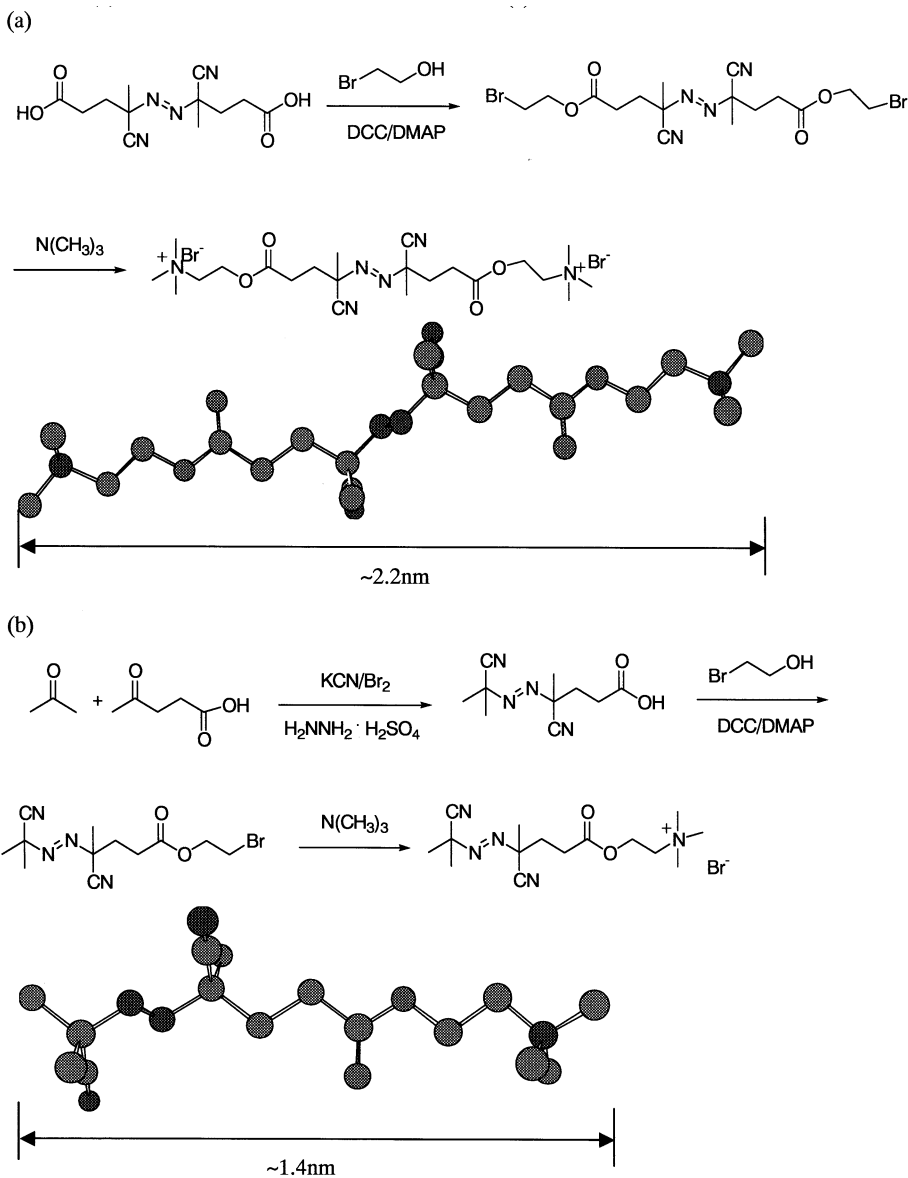 (a)
O
HO
N
N
CN
CN
OH
O
Br
OH
DCC/DMAP
Br
O
O
N
N
CN
CN
O
O
Br
N(CH3)3
+
N
Br-
O
O
N
N
CN
CN
O
O
N
+
Br-
~2.2nm
(b)
O
+
O
OH
O
KCN/Br2
H2NNH2 · H2SO4
CN
N
N
CN
O
OH
Br
OH
DCC/DMAP
CN
N
N
CN
O
O
Br
N(CH3)3
CN
N
N
CN
O
O
+
N
Br-
~1.4nm